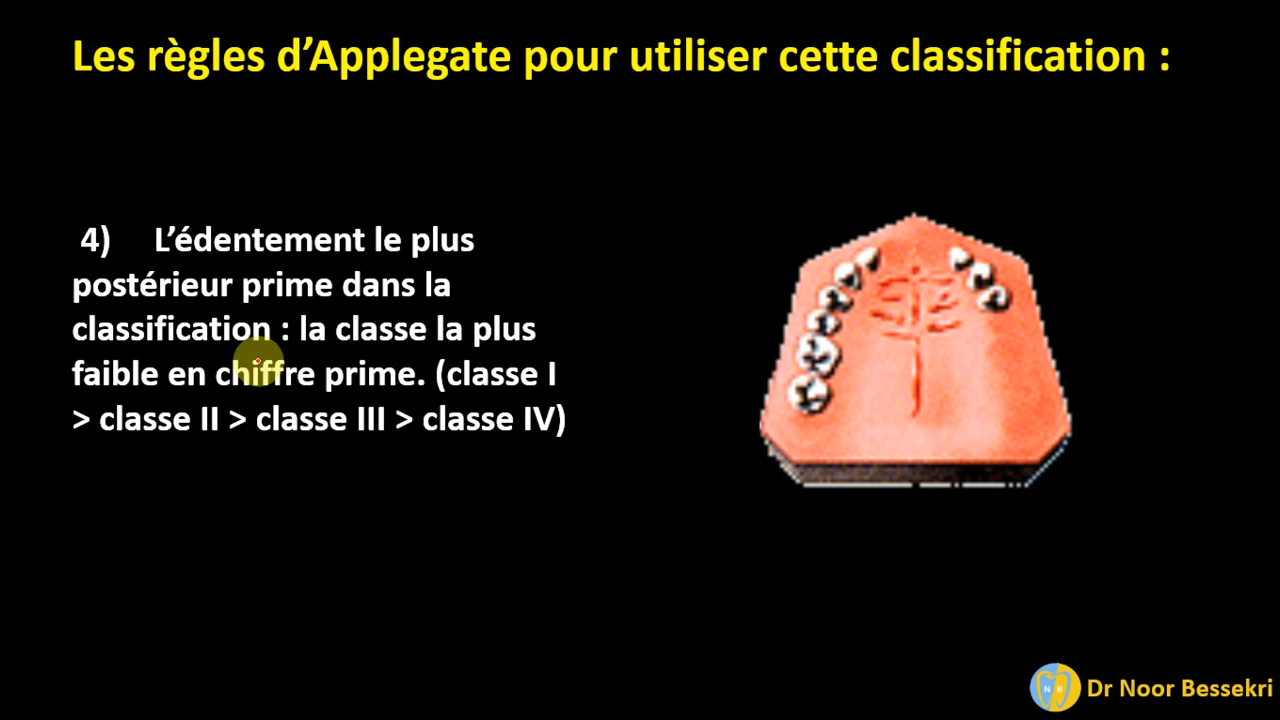 Les règles d’Applegate pour utiliser cette classification :
4) L’édentement le plus
postérieur prime dans la
classification : la classe la plus
faible en chiffre prime. (classe I
> classe II > classe III > classe IV)
N B
Dr Noor Bessekri